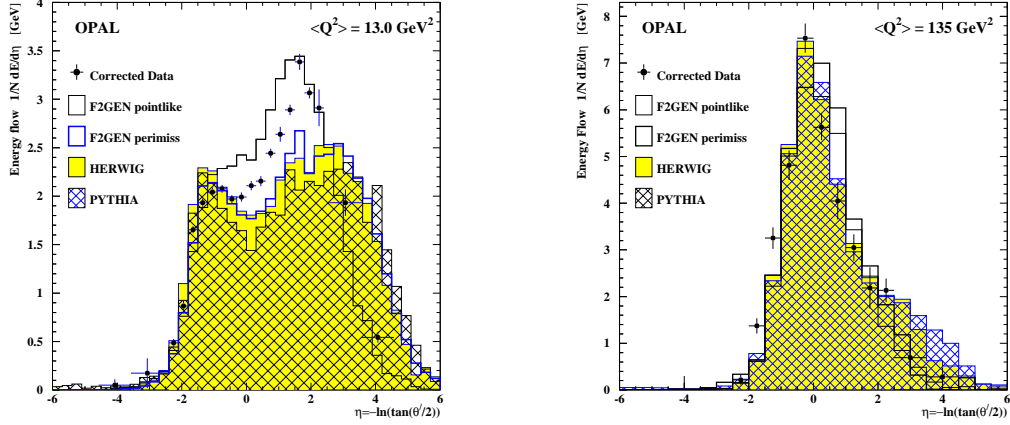 OPAL <Q²> = 13.0 GeV²
Energy flow 1/N dE/dη [GeV]
4
3.5
3
2.5
2
1.5
1
0.5
0
Corrected Data
F2GEN pointlike
F2GEN perimiss
HERWIG
PYTHIA
-6 -4 -2 0 2 4 6
η=-ln(tan(θ'/2))
OPAL <Q²> = 135 GeV²
Energy Flow 1/N dE/dη [GeV]
8
7
6
5
4
3
2
1
0
Corrected Data
F2GEN pointlike
F2GEN perimiss
HERWIG
PYTHIA
-6 -4 -2 0 2 4 6
η=-ln(tan(θ'/2))